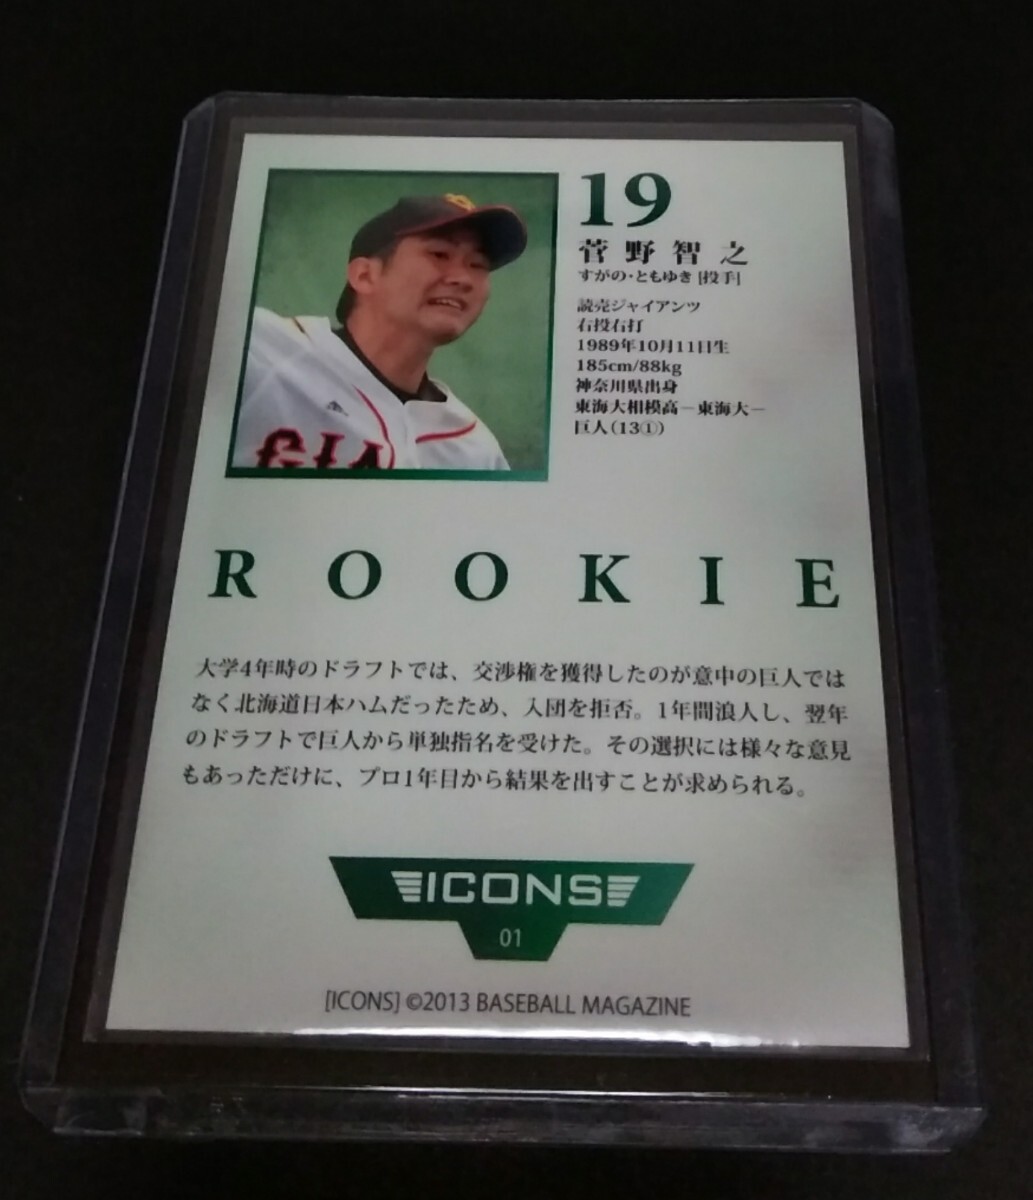 19
菅野智之
すがの・ともゆき [投手]
読売ジャイアンツ
右投右打
1989年10月11日生
185cm/88kg
神奈川県出身
東海大相模高－東海大－
巨人(13①)
GIA
ROOKIE
大学4年時のドラフトでは、交渉権を獲得したのが意中の巨人では
なく北海道日本ハムだったため、入団を拒否。1年間浪人し、翌年
のドラフトで巨人から単独指名を受けた。その選択には様々な意見
もあっただけに、プロ1年目から結果を出すことが求められる。
ICONS
01
[ICONS] ©2013 BASEBALL MAGAZINE